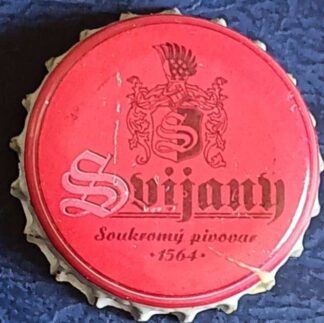 S
Svijany
Soukromý pivovar
·1564·